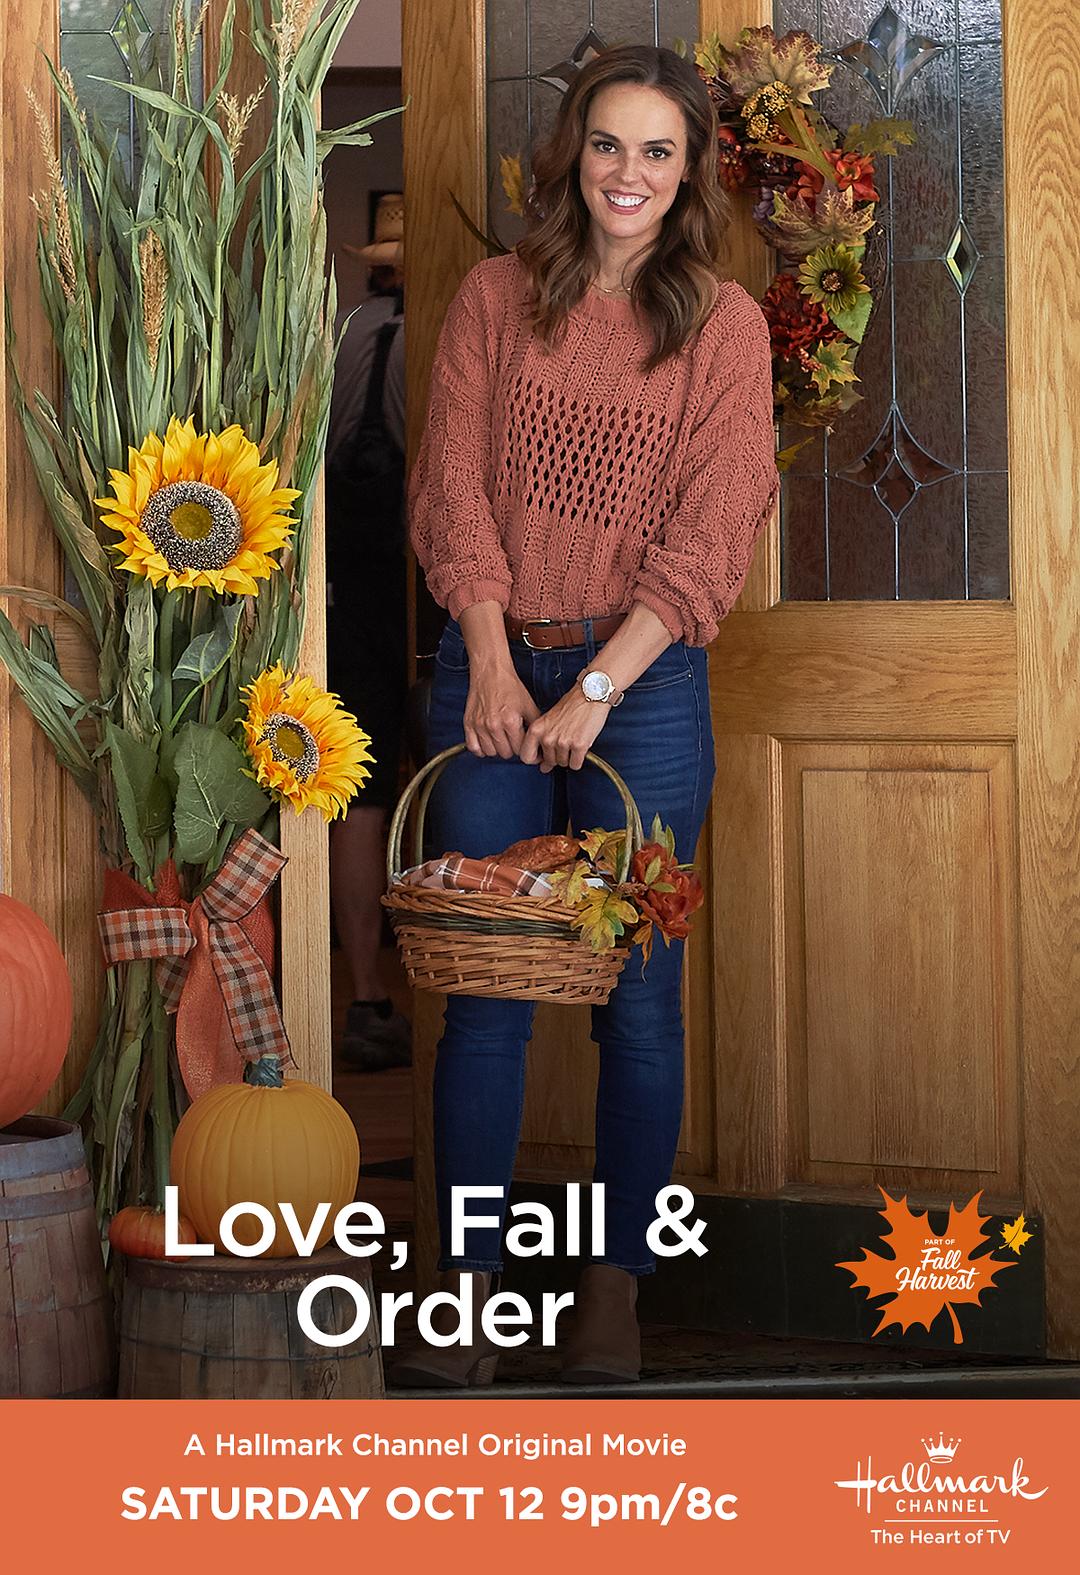 Love, Fall &
Order
PART OF
Fall
Harvest
A Hallmark Channel Original Movie
SATURDAY OCT 12 9pm/8c
Hallmark
CHANNEL
The Heart of TV